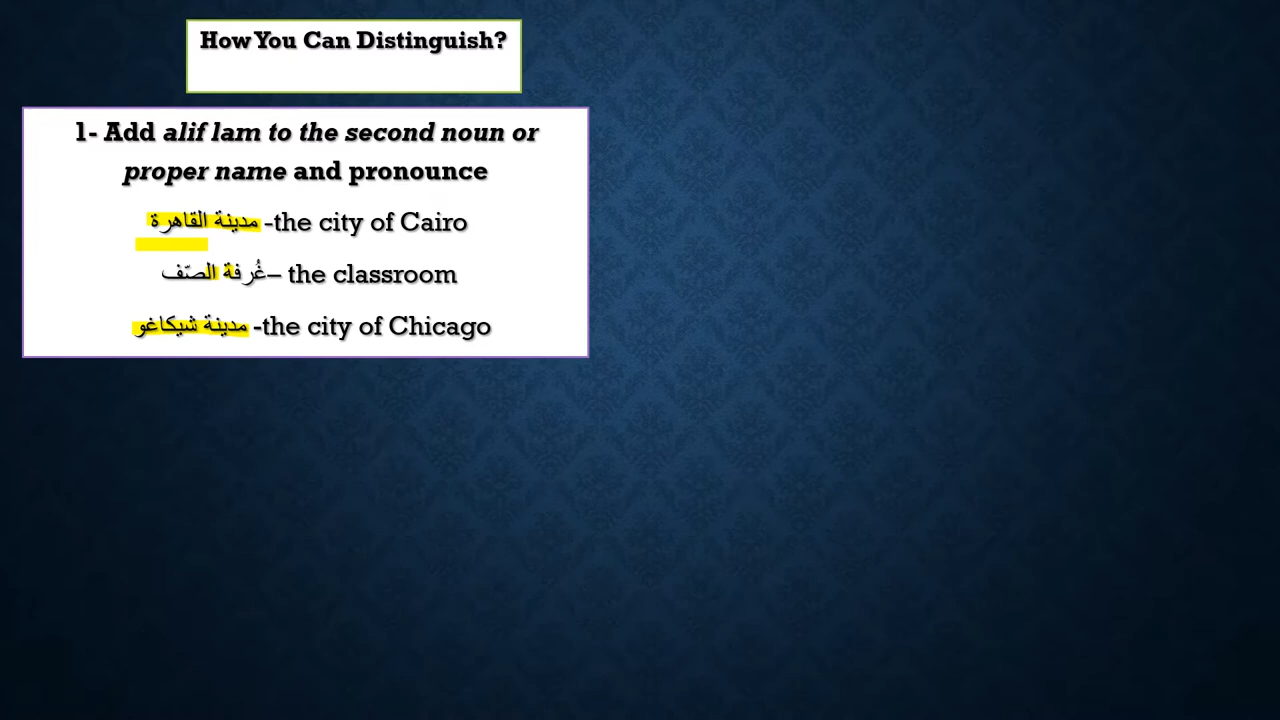 How You Can Distinguish?
1- Add alif lam to the second noun or
proper name and pronounce
مدينة القاهرة -the city of Cairo
غُرفة الصّف – the classroom
مدينة شيكاغو -the city of Chicago